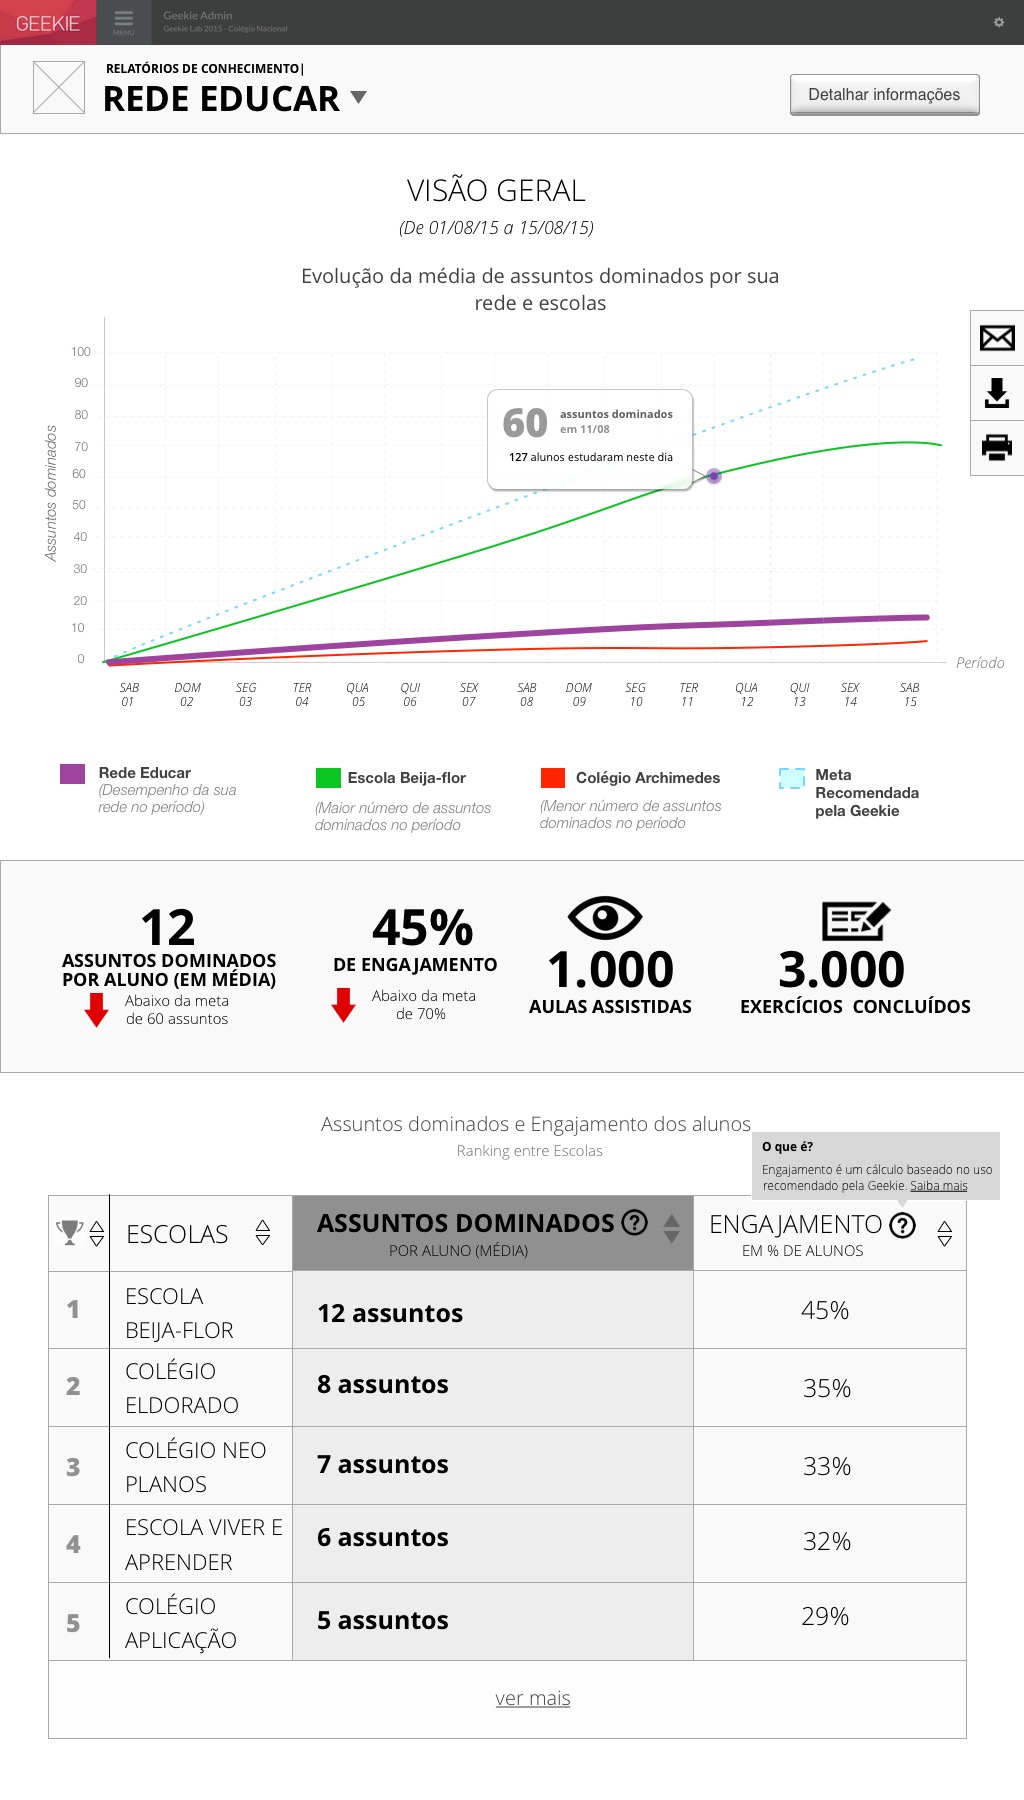 GEEKIE
MENU
Geekie Admin
Geekie Lab 2015 - Colégio Nacional
RELATÓRIOS DE CONHECIMENTO|
REDE EDUCAR
Detalhar informações
VISÃO GERAL
(De 01/08/15 a 15/08/15)
Evolução da média de assuntos dominados por sua
rede e escolas
Assuntos dominados
100
90
80
70
60
50
40
30
20
10
0
60 assuntos dominados
em 11/08
127 alunos estudaram neste dia
Período
SAB DOM SEG TER QUA QUI SEX SAB DOM SEG TER QUA QUI SEX SAB
01 02 03 04 05 06 07 08 09 10 11 12 13 14 15
Rede Educar
(Desempenho da sua
rede no período)
Escola Beija-flor
(Maior número de assuntos
dominados no período
Colégio Archimedes
(Menor número de assuntos
dominados no período
Meta
Recomendada
pela Geekie
12
ASSUNTOS DOMINADOS
POR ALUNO (EM MÉDIA)
Abaixo da meta
de 60 assuntos
45%
DE ENGAJAMENTO
Abaixo da meta
de 70%
1.000
AULAS ASSISTIDAS
3.000
EXERCÍCIOS CONCLUÍDOS
Assuntos dominados e Engajamento dos alunos
Ranking entre Escolas
O que é?
Engajamento é um cálculo baseado no uso
recomendado pela Geekie. Saiba mais
ESCOLAS
ASSUNTOS DOMINADOS ?
POR ALUNO (MÉDIA)
ENGAJAMENTO ?
EM % DE ALUNOS
1
ESCOLA
BEIJA-FLOR
12 assuntos
45%
2
COLÉGIO
ELDORADO
8 assuntos
35%
3
COLÉGIO NEO
PLANOS
7 assuntos
33%
4
ESCOLA VIVER E
APRENDER
6 assuntos
32%
5
COLÉGIO
APLICAÇÃO
5 assuntos
29%
ver mais